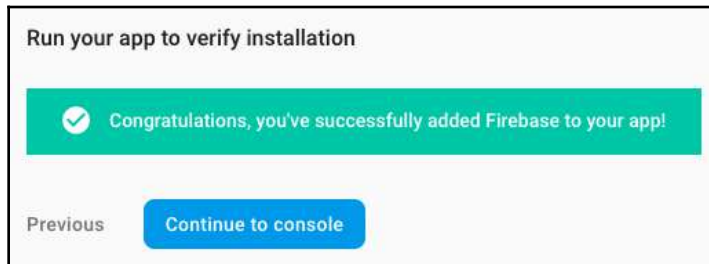 Run your app to verify installation
Congratulations, you've successfully added Firebase to your app!
Previous
Continue to console